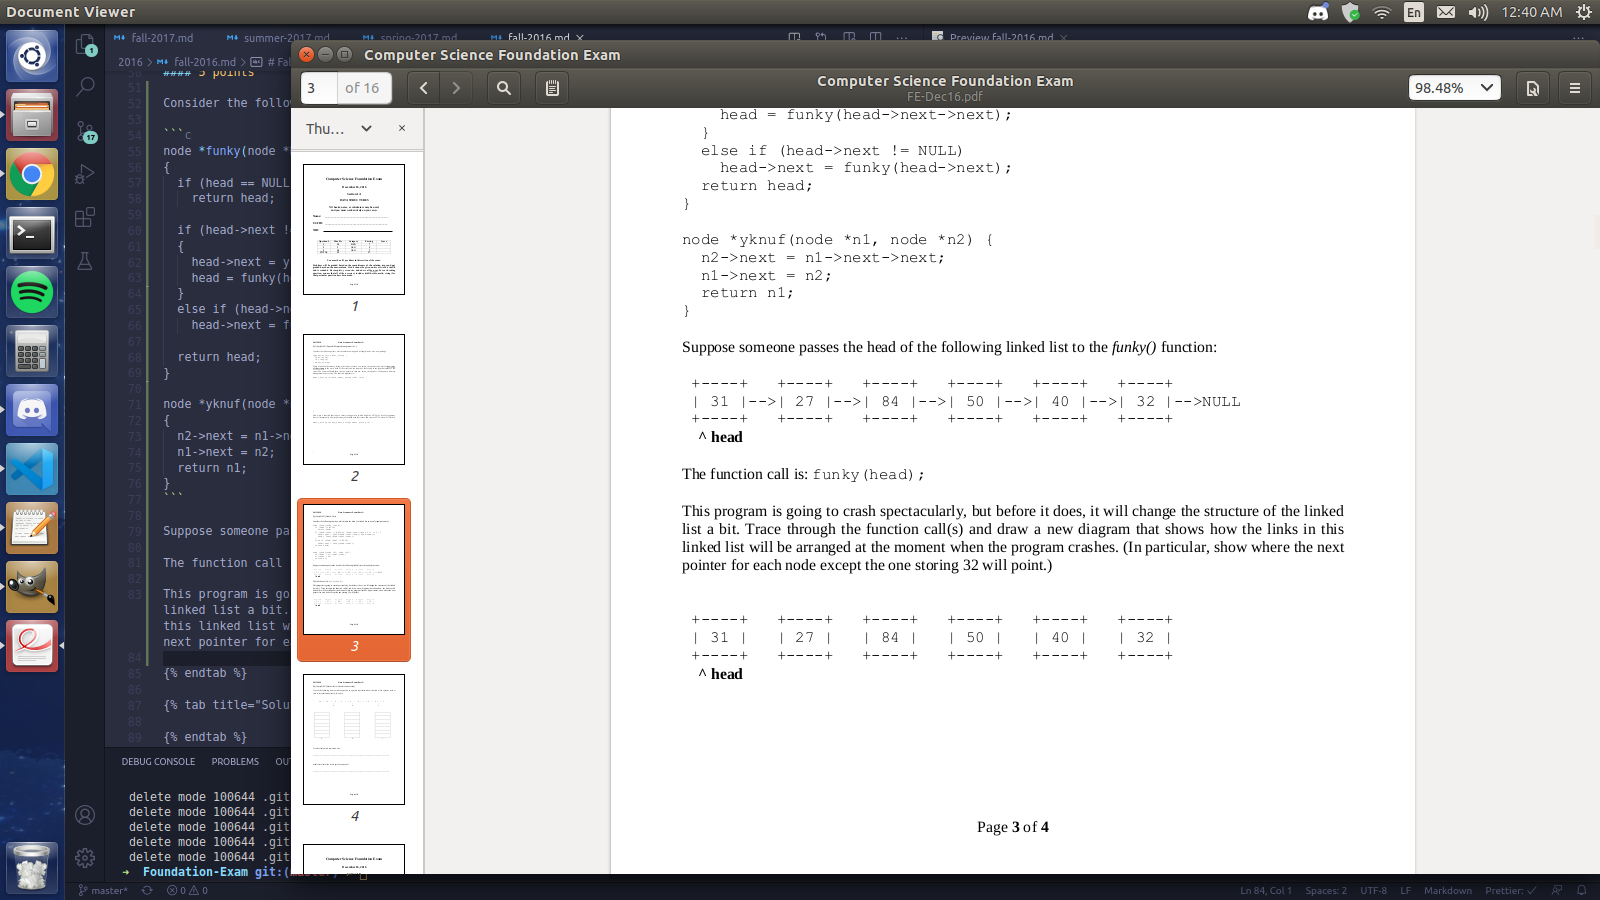 Document Viewer
En
12:40 AM
fall-2017.md
summer-2017.md
spring-2017.md
fall-2016.md
Preview fall-2016.md
Computer Science Foundation Exam
2016 > fall-2016.md > # Fal
3 of 16
Computer Science Foundation Exam
FE-Dec16.pdf
98.48%
#### 5 points
51
52 Consider the follow
53
54 ```c
55 node *funky(node *
56 {
57 if (head == NULL
58 return head;
59
60 if (head->next !
61 {
62 head->next = y
63 head = funky(h
64 }
65 else if (head->n
66 head->next = f
67
68 return head;
69 }
70
71 node *yknuf(node *
72 {
73 n2->next = n1->n
74 n1->next = n2;
75 return n1;
76 }
77 ```
78
79 Suppose someone pa
80
81 The function call
82
83 This program is go
linked list a bit.
this linked list w
next pointer for e
84
85 {% endtab %}
86
87 {% tab title="Solu
88
89 {% endtab %}
DEBUG CONSOLE PROBLEMS OU
delete mode 100644 .git
delete mode 100644 .git
delete mode 100644 .git
delete mode 100644 .git
delete mode 100644 .git
➜ Foundation-Exam git:(
1
17
Thu...
Computer Science Foundation Exam
1
2
3
4
Computer Science Foundation Exam
head = funky(head->next->next);
}
else if (head->next != NULL)
head->next = funky(head->next);
return head;
}
node *yknuf(node *n1, node *n2) {
n2->next = n1->next->next;
n1->next = n2;
return n1;
}
Suppose someone passes the head of the following linked list to the funky() function:
+----+ +----+ +----+ +----+ +----+ +----+
| 31 |-->| 27 |-->| 84 |-->| 50 |-->| 40 |-->| 32 |-->NULL
+----+ +----+ +----+ +----+ +----+ +----+
^ head
The function call is: funky(head);
This program is going to crash spectacularly, but before it does, it will change the structure of the linked
list a bit. Trace through the function call(s) and draw a new diagram that shows how the links in this
linked list will be arranged at the moment when the program crashes. (In particular, show where the next
pointer for each node except the one storing 32 will point.)
+----+ +----+ +----+ +----+ +----+ +----+
| 31 | | 27 | | 84 | | 50 | | 40 | | 32 |
+----+ +----+ +----+ +----+ +----+ +----+
^ head
Page 3 of 4
master* 0 0
Ln 84, Col 1 Spaces: 2 UTF-8 LF Markdown Prettier: ✓